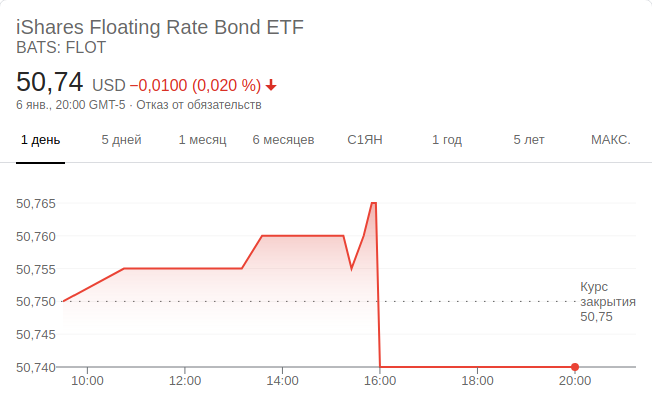 iShares Floating Rate Bond ETF
BATS: FLOT
50,74 USD −0,0100 (0,020 %)
6 янв., 20:00 GMT-5 · Отказ от обязательств
1 день 5 дней 1 месяц 6 месяцев С1ЯН 1 год 5 лет МАКС.
50,765
50,760
50,755
50,750
50,745
50,740
Курс
закрытия
50,75
10:00 12:00 14:00 16:00 18:00 20:00